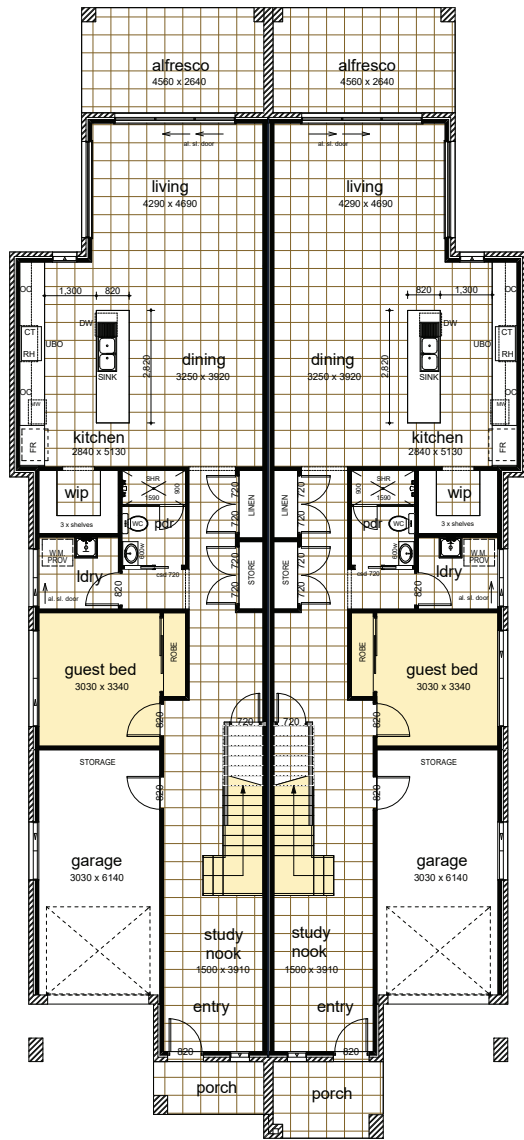 alfresco
4560 x 2640
alfresco
4560 x 2640
al. sl. door
al. sl. door
living
4290 x 4690
living
4290 x 4690
OC
1,300
820
820
1,300
OC
DW
DW
CT
RH
UBO
SINK
2,820
dining
3250 x 3920
dining
3250 x 3920
2,820
SINK
UBO
CT
RH
OC
MW
FR
kitchen
2840 x 5130
kitchen
2840 x 5130
OC
MW
FR
wip
3 x shelves
SHR
1590
900
720
720
LINEN
LINEN
720
720
900
SHR
1590
wip
3 x shelves
WC
pdr
pdr
WC
W.M
PROV
ldry
820
600w
csd 720
720
720
STORE
STORE
720
720
600w
csd 720
820
ldry
W.M
PROV
al. sl. door
al. sl. door
guest bed
3030 x 3340
ROBE
ROBE
guest bed
3030 x 3340
820
720
720
820
STORAGE
820
820
STORAGE
garage
3030 x 6140
garage
3030 x 6140
study
nook
1500 x 3910
study
nook
1500 x 3910
entry
entry
820
820
porch
porch